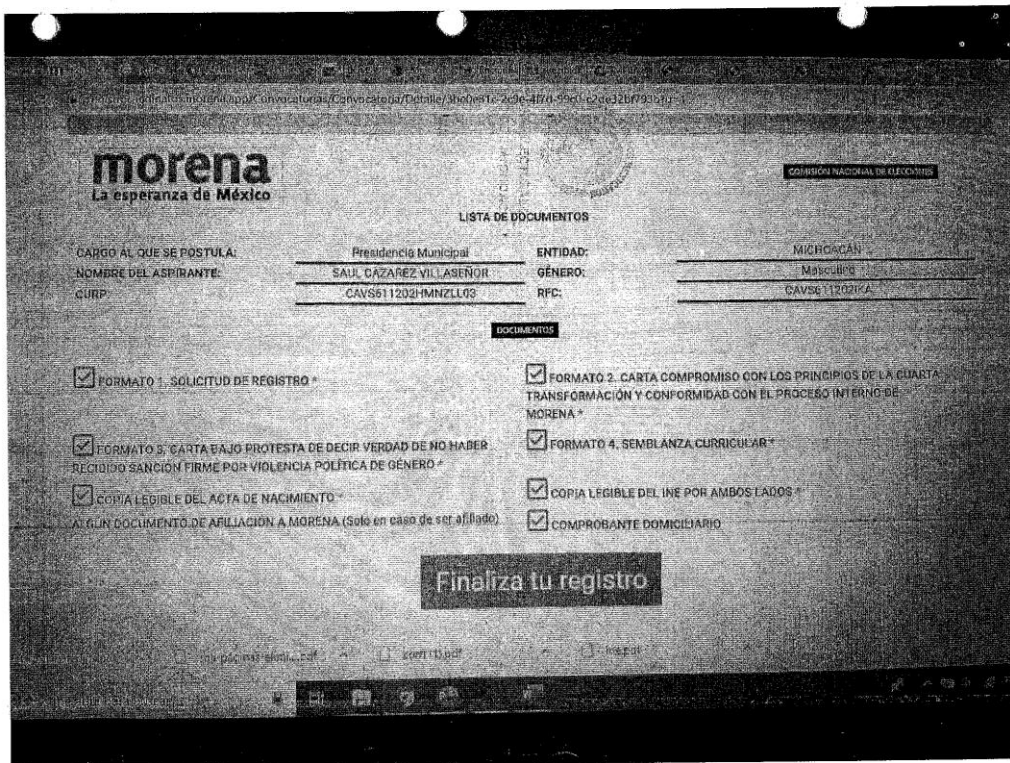 morena
La esperanza de México
COMISIÓN NACIONAL DE ELECCIONES
LISTA DE DOCUMENTOS
CARGO AL QUE SE POSTULA: Presidencia Municipal ENTIDAD: MICHOACÁN
NOMBRE DEL ASPIRANTE: SAUL CAZAREZ VILLASEÑOR GÉNERO: Masculino
CURP: CAVS611202HMNZLL03 RFC: CAVS611202IKA
DOCUMENTOS
FORMATO 1. SOLICITUD DE REGISTRO *
FORMATO 2. CARTA COMPROMISO CON LOS PRINCIPIOS DE LA CUARTA
TRANSFORMACIÓN Y CONFORMIDAD CON EL PROCESO INTERNO DE
MORENA *
FORMATO 3. CARTA BAJO PROTESTA DE DECIR VERDAD DE NO HABER
RECIBIDO SANCIÓN FIRME POR VIOLENCIA POLÍTICA DE GÉNERO *
FORMATO 4. SEMBLANZA CURRICULAR *
COPIA LEGIBLE DEL ACTA DE NACIMIENTO *
COPIA LEGIBLE DEL INE POR AMBOS LADOS *
ALGÚN DOCUMENTO DE AFILIACIÓN A MORENA (Solo en caso de ser afiliado)
COMPROBANTE DOMICILIARIO
Finaliza tu registro